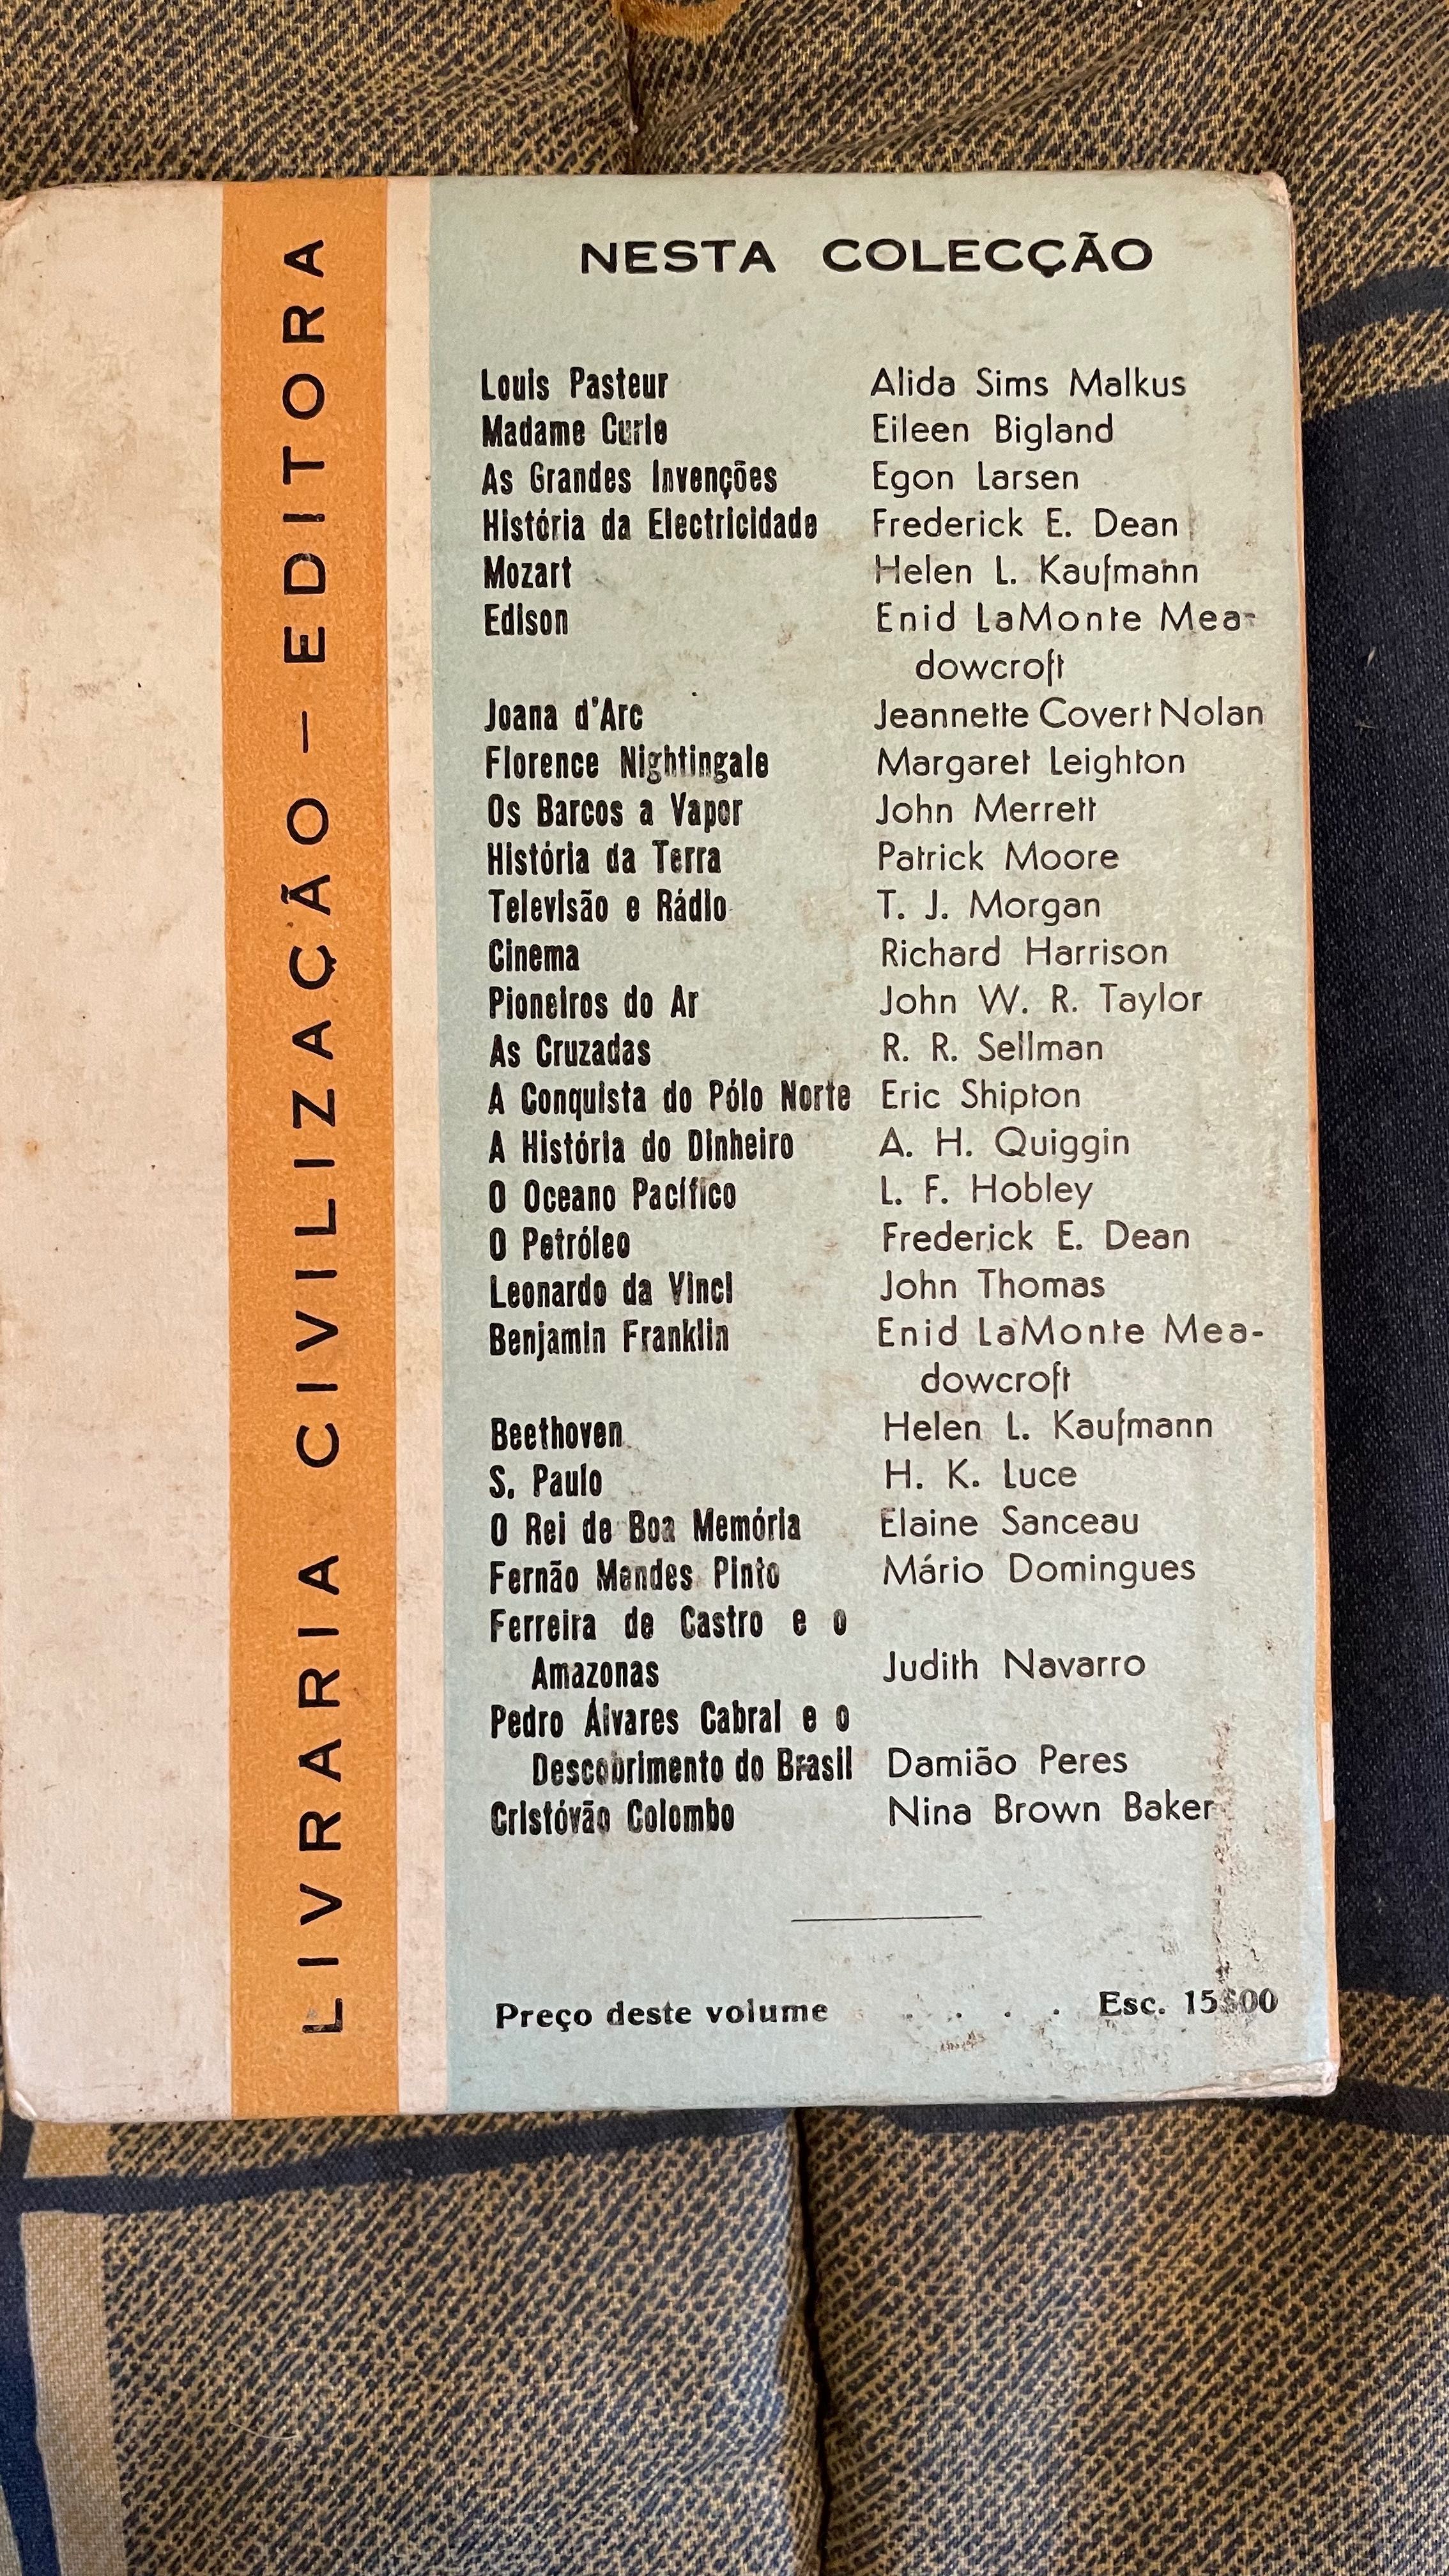 LIVRARIA CIVILIZAÇÃO – EDITORA
NESTA COLECÇÃO
Louis Pasteur Alida Sims Malkus
Madame Curie Eileen Bigland
As Grandes Invenções Egon Larsen
História da Electricidade Frederick E. Dean
Mozart Helen L. Kaufmann
Edison Enid LaMonte Mea-
dowcroft
Joana d'Arc Jeannette Covert Nolan
Florence Nightingale Margaret Leighton
Os Barcos a Vapor John Merrett
História da Terra Patrick Moore
Televisão e Rádio T. J. Morgan
Cinema Richard Harrison
Pioneiros do Ar John W. R. Taylor
As Cruzadas R. R. Sellman
A Conquista do Pólo Norte Eric Shipton
A História do Dinheiro A. H. Quiggin
O Oceano Pacífico L. F. Hobley
O Petróleo Frederick E. Dean
Leonardo da Vinci John Thomas
Benjamin Franklin Enid LaMonte Mea-
dowcroft
Beethoven Helen L. Kaufmann
S. Paulo H. K. Luce
O Rei de Boa Memória Elaine Sanceau
Fernão Mendes Pinto Mário Domingues
Ferreira de Castro e o
Amazonas Judith Navarro
Pedro Álvares Cabral e o
Descobrimento do Brasil Damião Peres
Cristóvão Colombo Nina Brown Baker
Preço deste volume . . . . Esc. 15$00